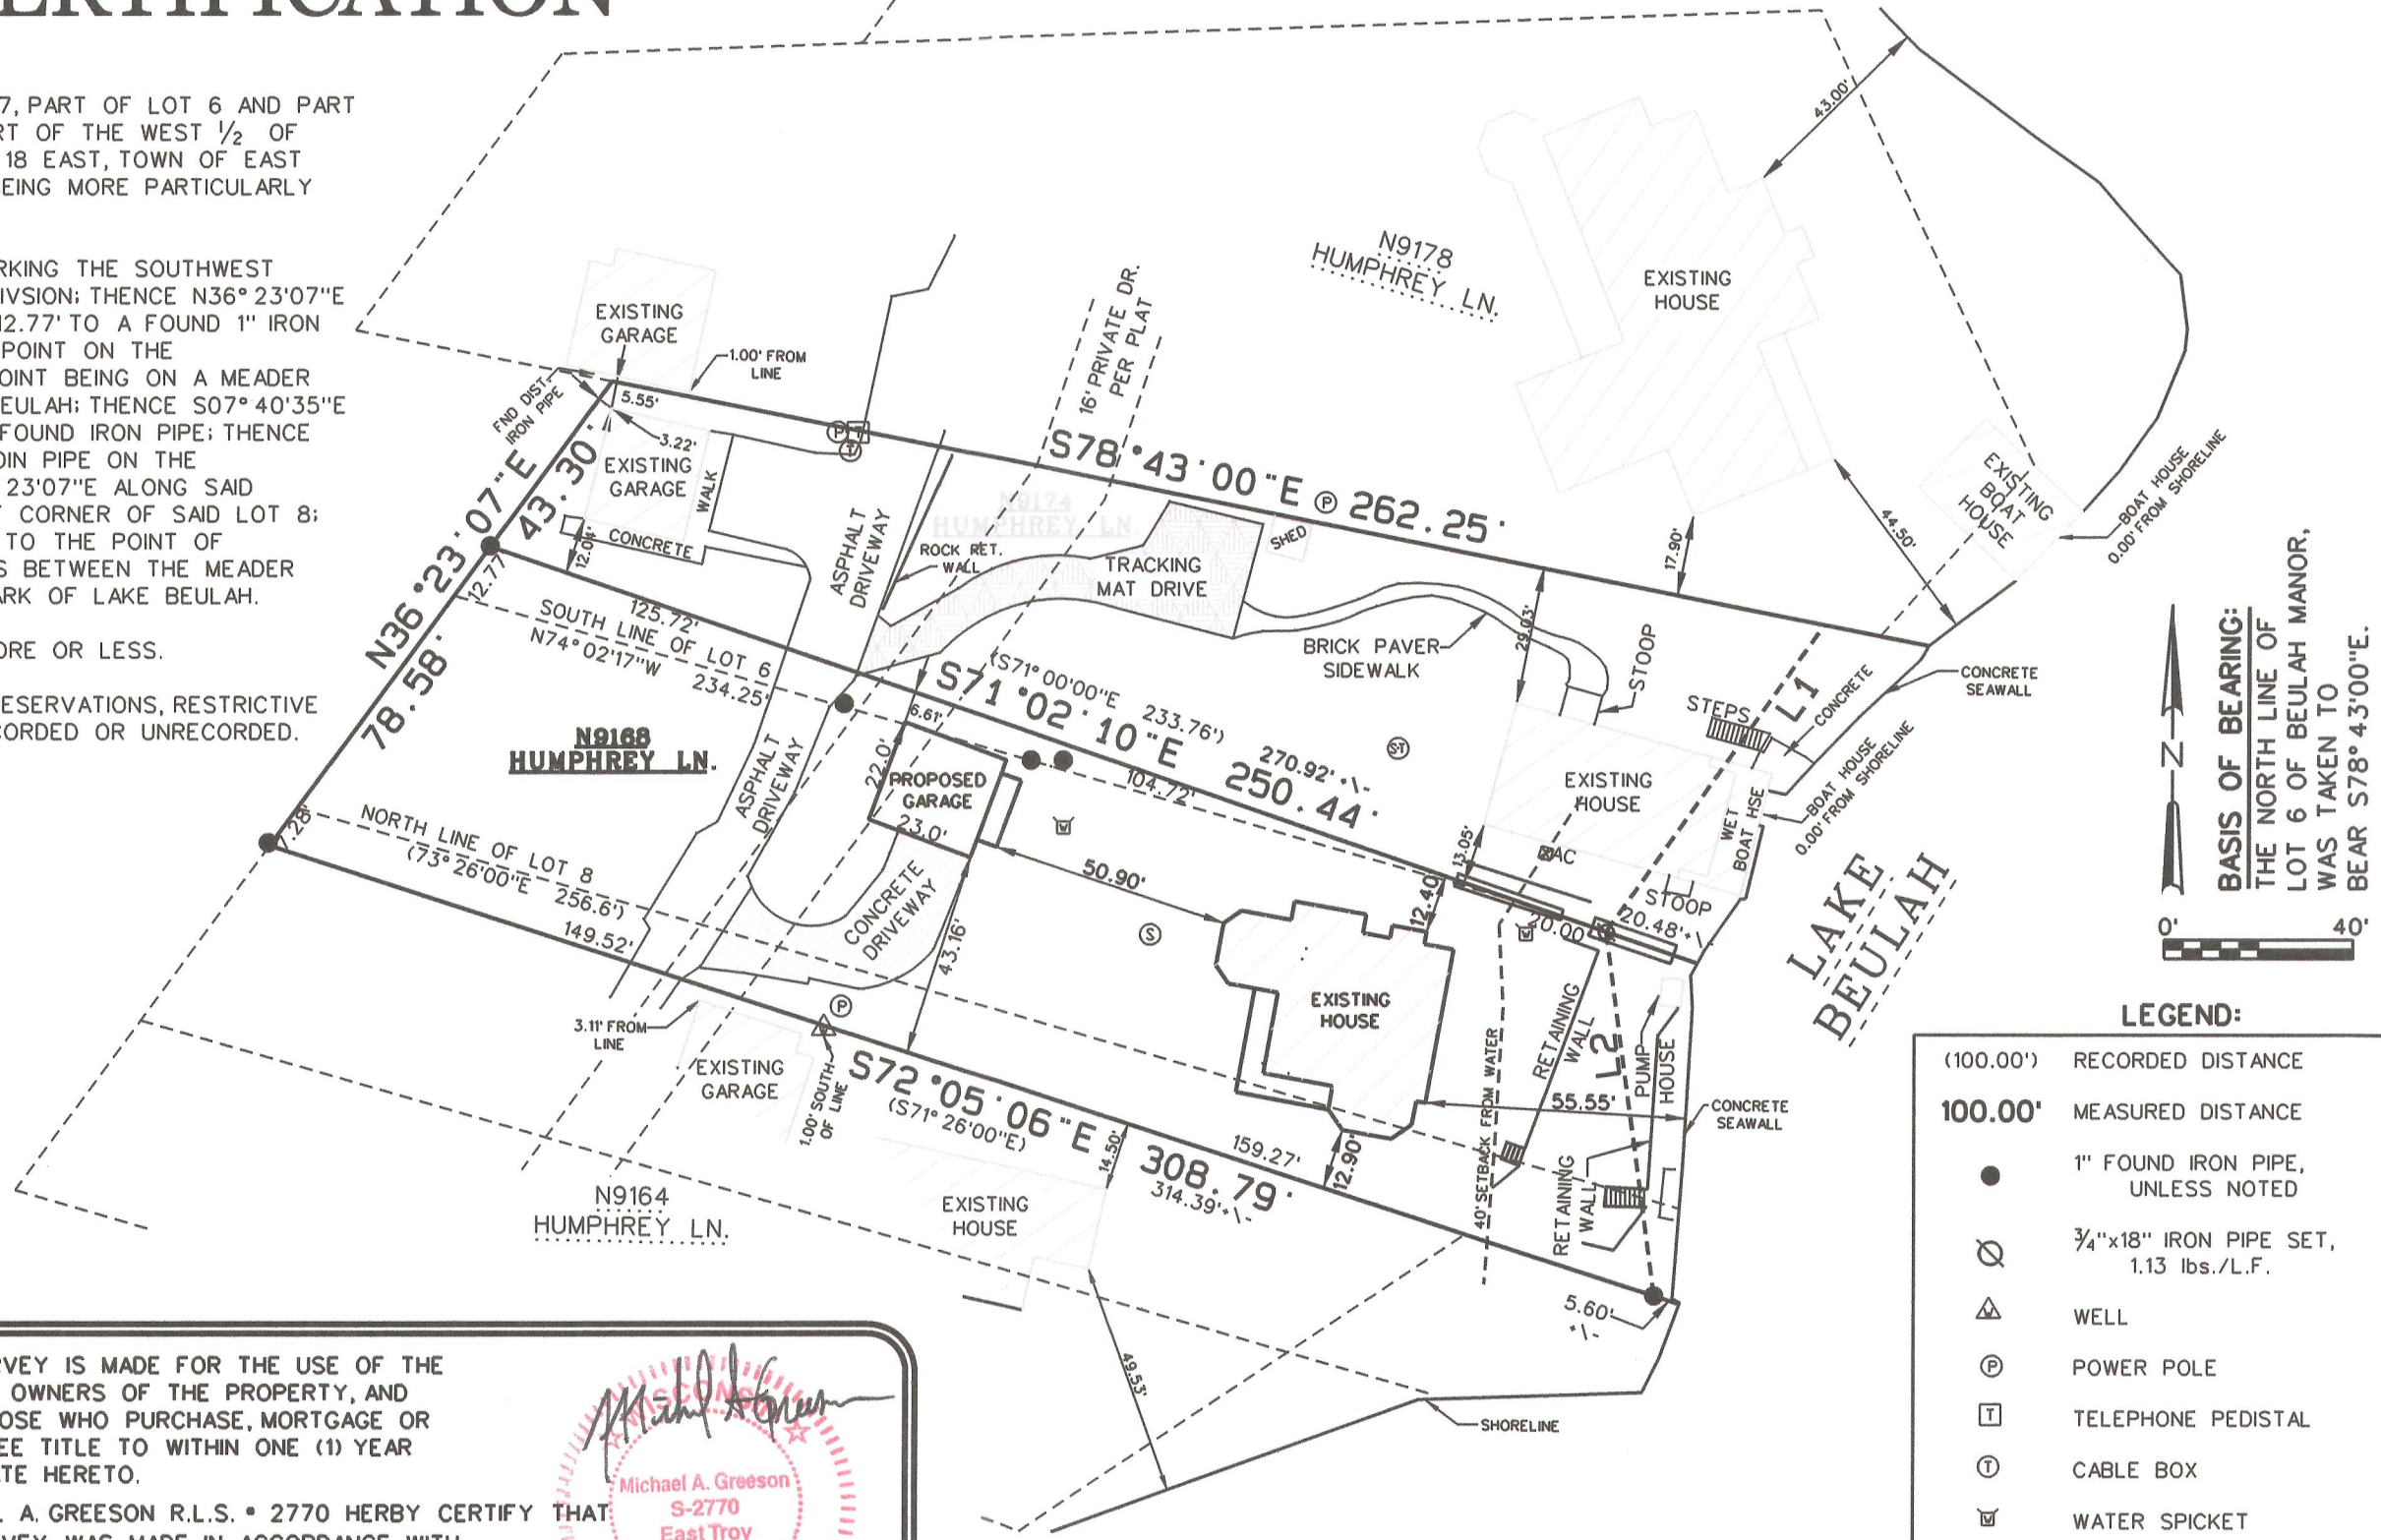 7, PART OF LOT 6 AND PART
RT OF THE WEST ½ OF
18 EAST, TOWN OF EAST
EING MORE PARTICULARLY
RKING THE SOUTHWEST
DIVSION; THENCE N36°23'07"E
12.77' TO A FOUND 1" IRON
POINT ON THE
OINT BEING ON A MEADER
BEULAH; THENCE S07°40'35"E
FOUND IRON PIPE; THENCE
OIN PIPE ON THE
23'07"E ALONG SAID
T CORNER OF SAID LOT 8;
TO THE POINT OF
S BETWEEN THE MEADER
ARK OF LAKE BEULAH.
ORE OR LESS.
ESERVATIONS, RESTRICTIVE
CORDED OR UNRECORDED.
EXISTING
GARAGE
1.00' FROM
LINE
FND DIST.
IRON PIPE
5.55'
3.22'
EXISTING
GARAGE
WALK
CONCRETE
12.04'
16' PRIVATE DR.
PER PLAT
N9178
HUMPHREY LN.
EXISTING
HOUSE
43.00'
44.50'
17.90'
EXISTING
BOAT
HOUSE
BOAT HOUSE
0.00' FROM SHORELINE
S78°43'00"E
P
262.25'
N9174
HUMPHREY LN.
P
T
T
ASPHALT
DRIVEWAY
ROCK RET.
WALL
TRACKING
MAT DRIVE
SHED
BRICK PAVER
SIDEWALK
29.03'
STOOP
STEPS
L1
CONCRETE
CONCRETE
SEAWALL
N36°23'07"E
43.30'
12.77'
78.58'
125.72'
SOUTH LINE OF LOT 6
N74°02'17"W 234.25'
(S71°00'00"E 233.76')
S71°02'10"E 250.44'
270.92'+\-
104.72'
ST
6.61'
22.0'
PROPOSED
GARAGE
23.0'
N9168
HUMPHREY LN.
ASPHALT
DRIVEWAY
NORTH LINE OF LOT 8
(73°26'00"E 256.6')
149.52'
CONCRETE
DRIVEWAY
43.16'
50.90'
S
EXISTING
HOUSE
AC
13.05'
12.40'
WET
BOAT HSE
BOAT HOUSE
0.00' FROM SHORELINE
STOOP
20.00'
20.48'+\-
EXISTING
HOUSE
RETAINING
WALL
L2
PUMP
HOUSE
40' SETBACK FROM WATER
55.55'
CONCRETE
SEAWALL
LAKE
BEULAH
3.11' FROM
LINE
EXISTING
GARAGE
P
1.00' SOUTH
OF LINE
S72°05'06"E 308.79'
(S71°26'00"E)
314.39'+\-
159.27'
14.50'
12.90'
RETAINING
WALL
N9164
HUMPHREY LN.
EXISTING
HOUSE
49.53'
5.60'
+\-
SHORELINE
BASIS OF BEARING:
THE NORTH LINE OF
LOT 6 OF BEULAH MANOR,
WAS TAKEN TO
BEAR S78°43'00"E.
N
0' 40'
LEGEND:
(100.00') RECORDED DISTANCE
100.00' MEASURED DISTANCE
1" FOUND IRON PIPE,
UNLESS NOTED
¾"x18" IRON PIPE SET,
1.13 lbs./L.F.
WELL
P POWER POLE
T TELEPHONE PEDISTAL
T CABLE BOX
WATER SPICKET
RVEY IS MADE FOR THE USE OF THE
OWNERS OF THE PROPERTY, AND
OSE WHO PURCHASE, MORTGAGE OR
EE TITLE TO WITHIN ONE (1) YEAR
TE HERETO.
A. GREESON R.L.S. • 2770 HERBY CERTIFY THAT
WISCONSIN
Michael A. Greeson
S-2770
East Troy